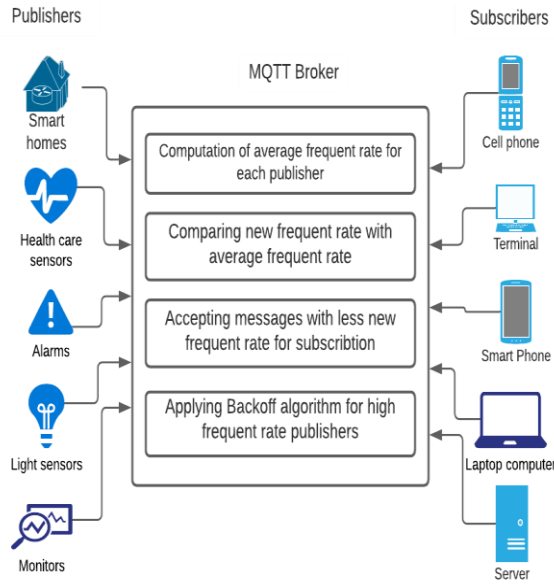 Publishers
Subscribers
MQTT Broker
Smart
homes
Health care
sensors
Alarms
Light sensors
Monitors
Computation of average frequent rate for
each publisher
Comparing new frequent rate with
average frequent rate
Accepting messages with less new
frequent rate for subscribtion
Applying Backoff algorithm for high
frequent rate publishers
Cell phone
Terminal
Smart Phone
Laptop computer
Server